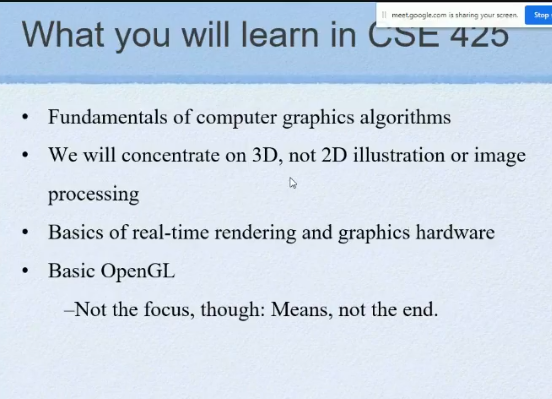 What you will learn in CSE 425
meet.google.com is sharing your screen.
Stop
• Fundamentals of computer graphics algorithms
• We will concentrate on 3D, not 2D illustration or image
processing
• Basics of real-time rendering and graphics hardware
• Basic OpenGL
–Not the focus, though: Means, not the end.